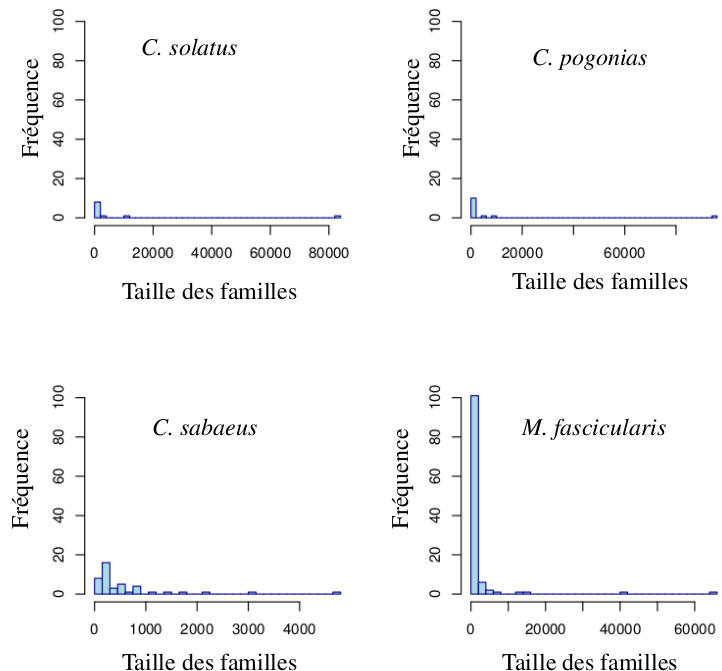 C. solatus
Fréquence
0 20 40 60 80 100
0 20000 40000 60000 80000
Taille des familles
C. pogonias
Fréquence
0 20 40 60 80 100
0 20000 60000
Taille des familles
C. sabaeus
Fréquence
0 20 40 60 80 100
0 1000 2000 3000 4000
Taille des familles
M. fascicularis
Fréquence
0 20 40 60 80 100
0 20000 40000 60000
Taille des familles